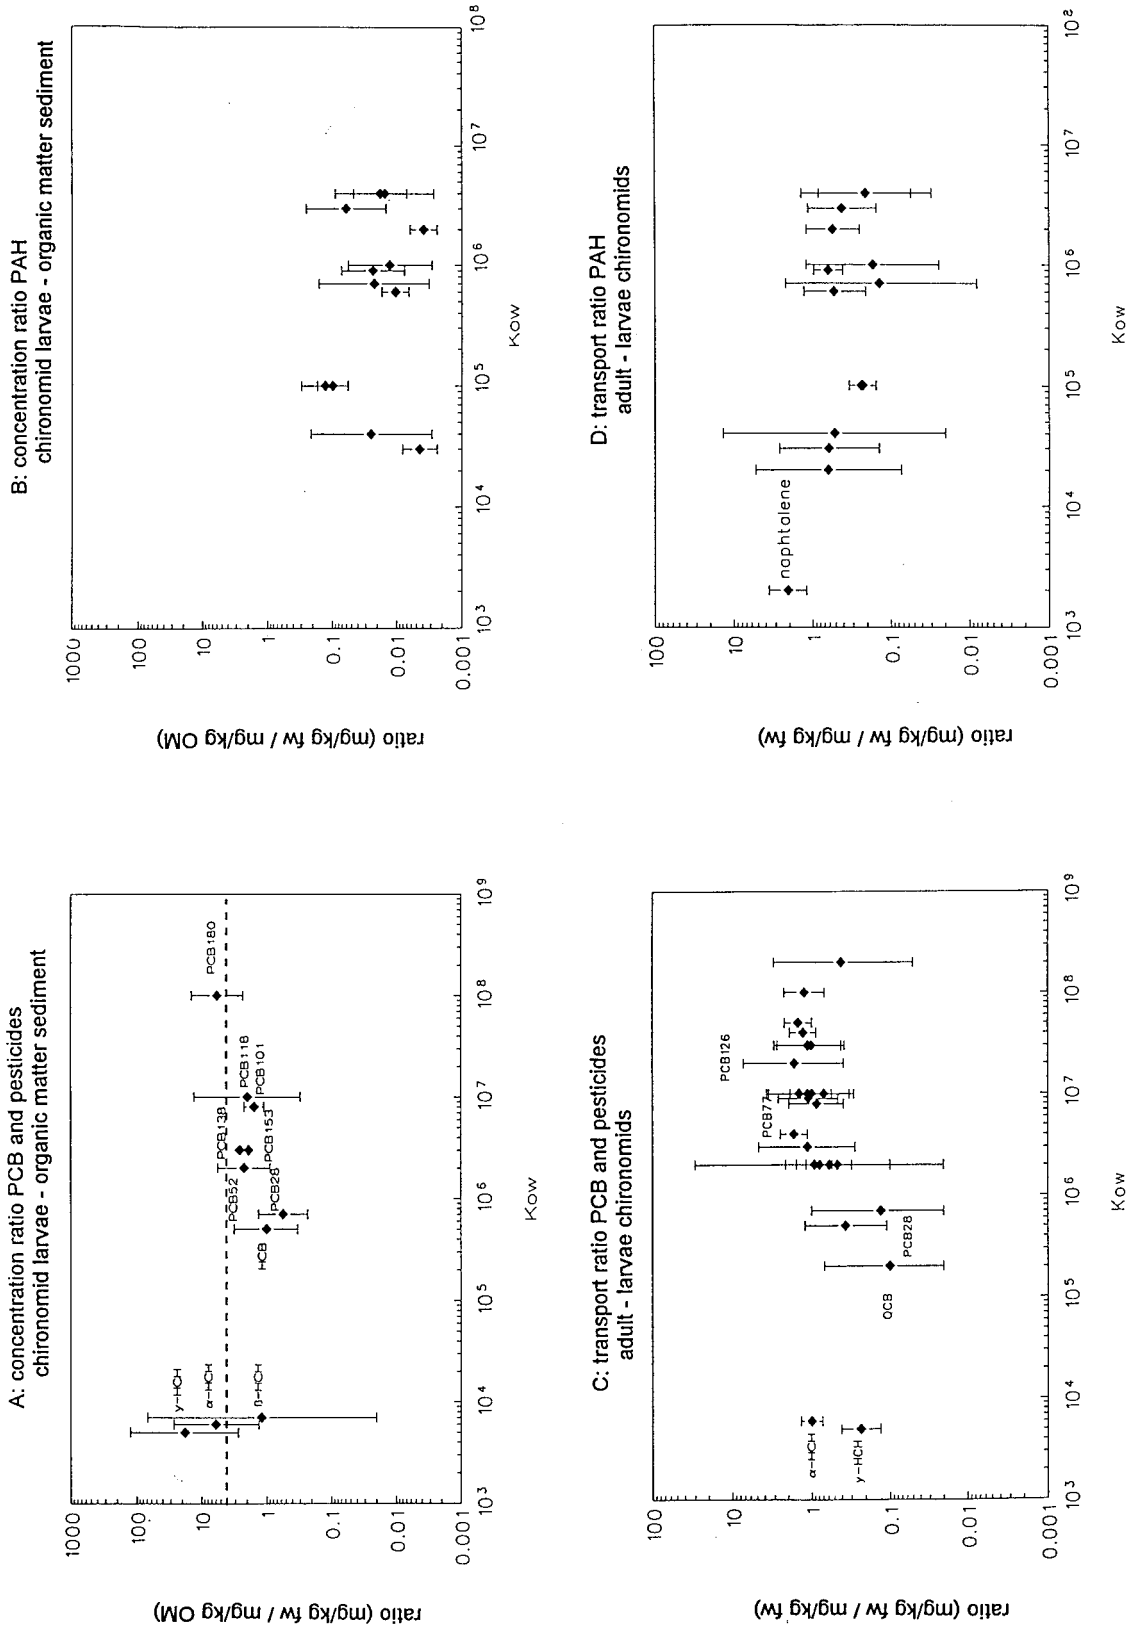 A: concentration ratio PCB and pesticides
chironomid larvae - organic matter sediment
ratio (mg/kg fw / mg/kg OM)
1000
100
10
1
0.1
0.01
0.001
γ-HCH
α-HCH
ß-HCH
HCB
PCB52
PCB28
PCB138
PCB153
PCB118
PCB101
PCB180
10³
10⁴
10⁵
10⁶
10⁷
10⁸
10⁹
Kow
B: concentration ratio PAH
chironomid larvae - organic matter sediment
ratio (mg/kg fw / mg/kg OM)
1000
100
10
1
0.1
0.01
0.001
10³
10⁴
10⁵
10⁶
10⁷
10⁸
Kow
C: transport ratio PCB and pesticides
adult - larvae chironomids
ratio (mg/kg fw / mg/kg fw)
100
10
1
0.1
0.01
0.001
α-HCH
γ-HCH
QCB
PCB28
PCB77
PCB126
10³
10⁴
10⁵
10⁶
10⁷
10⁸
10⁹
Kow
D: transport ratio PAH
adult - larvae chironomids
ratio (mg/kg fw / mg/kg fw)
100
10
1
0.1
0.01
0.001
naphtalene
10³
10⁴
10⁵
10⁶
10⁷
10⁸
Kow